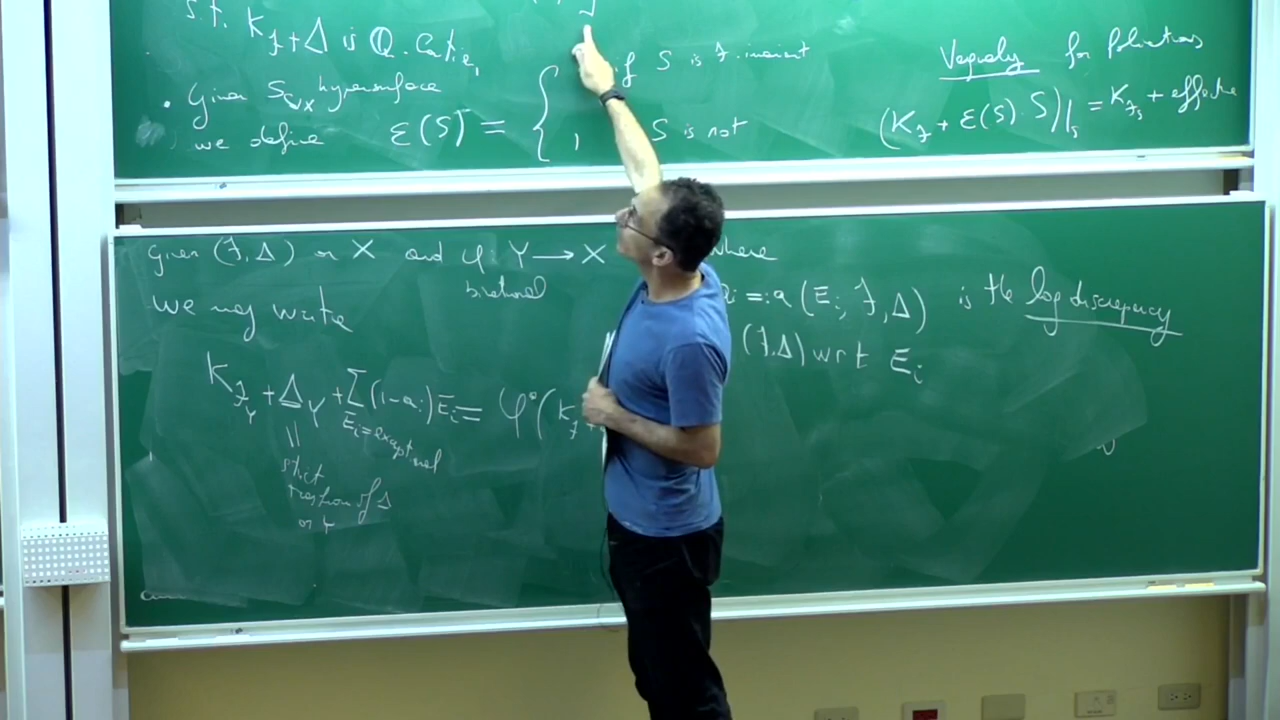 s.t. K_F + Δ is Q. Cartier,
• Given S ⊂ X hypersurface
we define ε(S) = {
if S is F. invariant
1, S is not
Vaguely for foliations
(K_F + ε(S) · S)|_S = K_{F_S} + effective
Given (F, Δ) on X and φ: Y → X where
birational
we may write
a_i =: a(E_i, F, Δ) is the log discrepancy
(F, Δ) wrt E_i
K_{F_Y} + Δ_Y + Σ (1-a_i) E_i = φ*(K_F +
E_i = exceptional
||
strict
transform of Δ
on Y